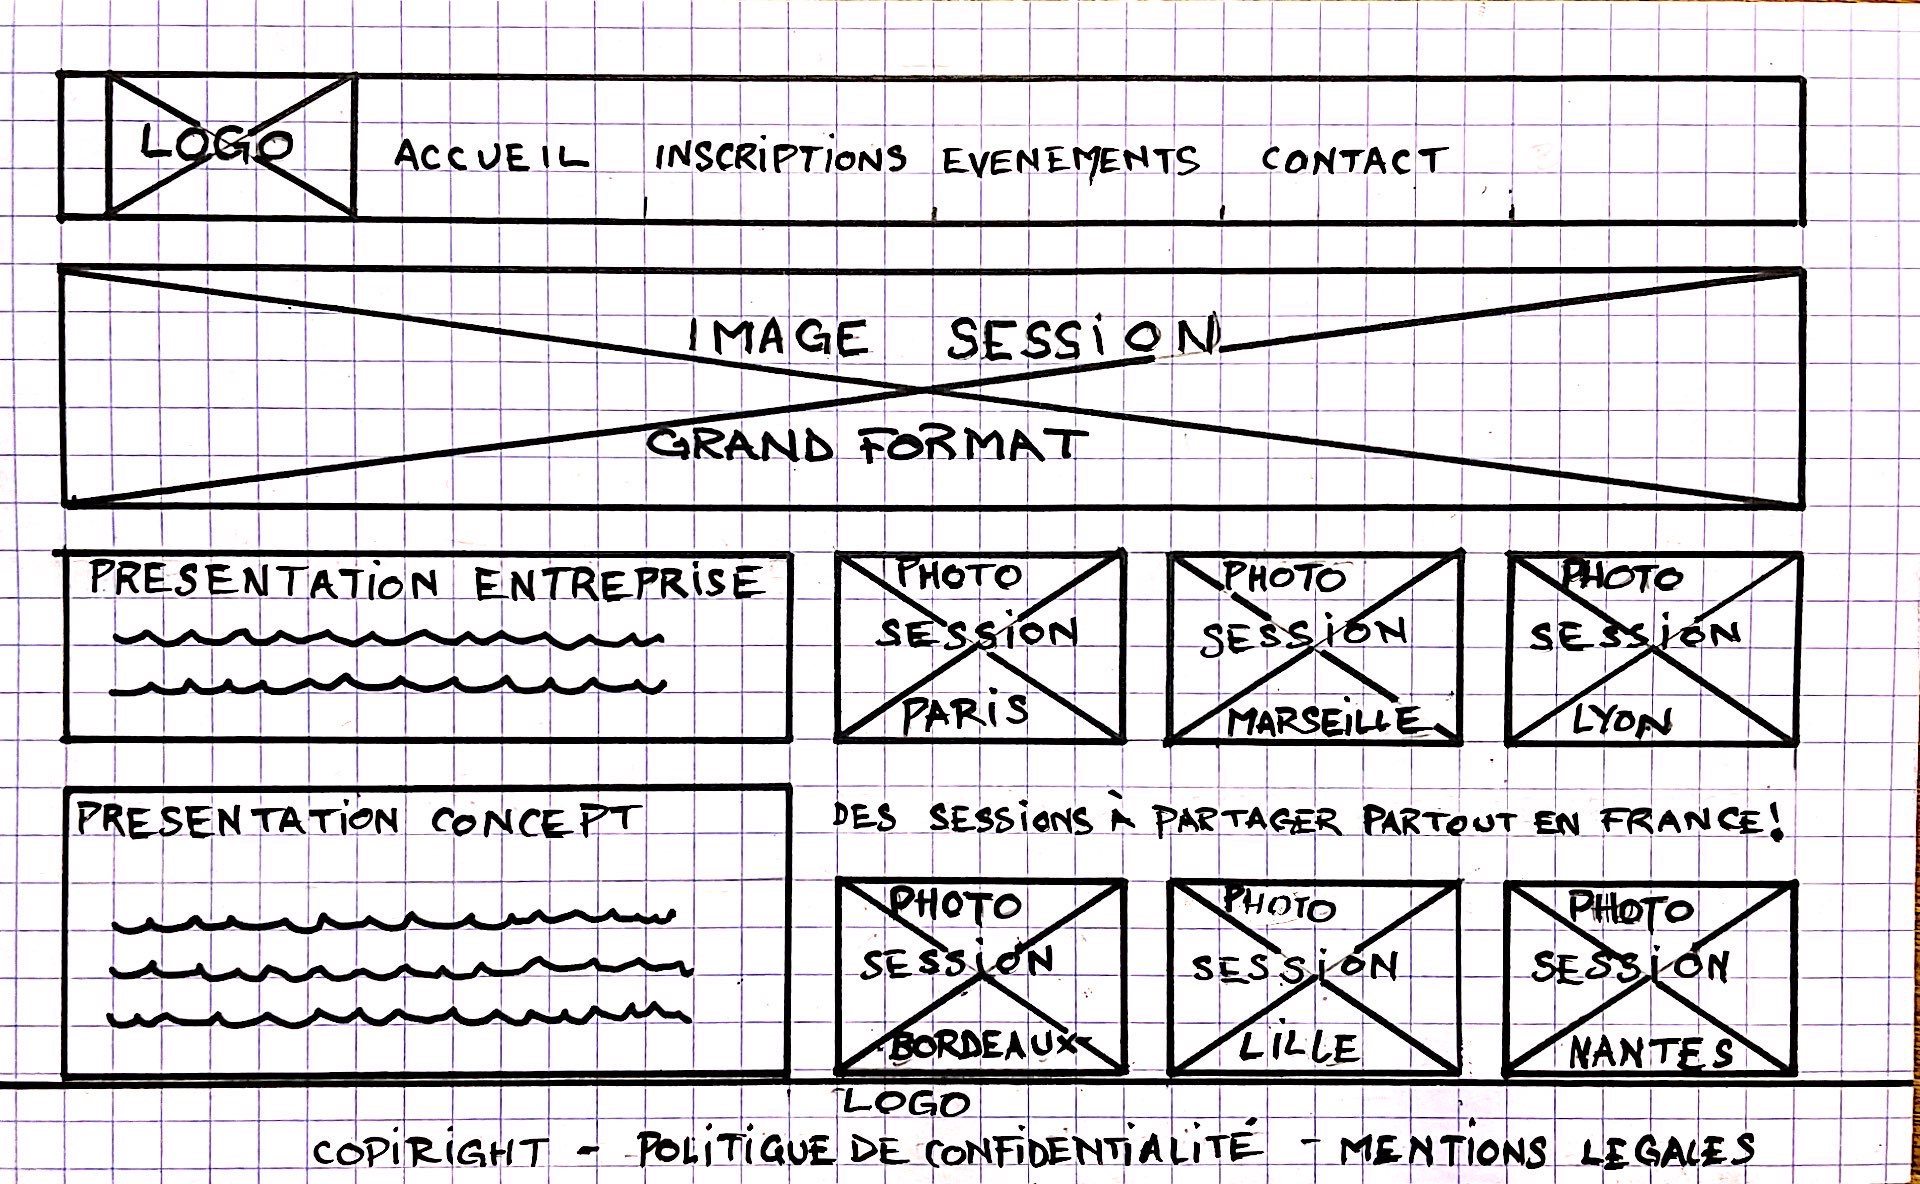 LOGO
ACCUEIL INSCRIPTIONS EVENEMENTS CONTACT
IMAGE SESSION
GRAND FORMAT
PRESENTATION ENTREPRISE
PHOTO
SESSION
PARIS
PHOTO
SESSION
MARSEILLE
PHOTO
SESSION
LYON
PRESENTATION CONCEPT
DES SESSIONS À PARTAGER PARTOUT EN FRANCE!
PHOTO
SESSION
BORDEAUX
PHOTO
SESSION
LILLE
PHOTO
SESSION
NANTES
LOGO
COPIRIGHT - POLITIQUE DE CONFIDENTIALITÉ - MENTIONS LEGALES